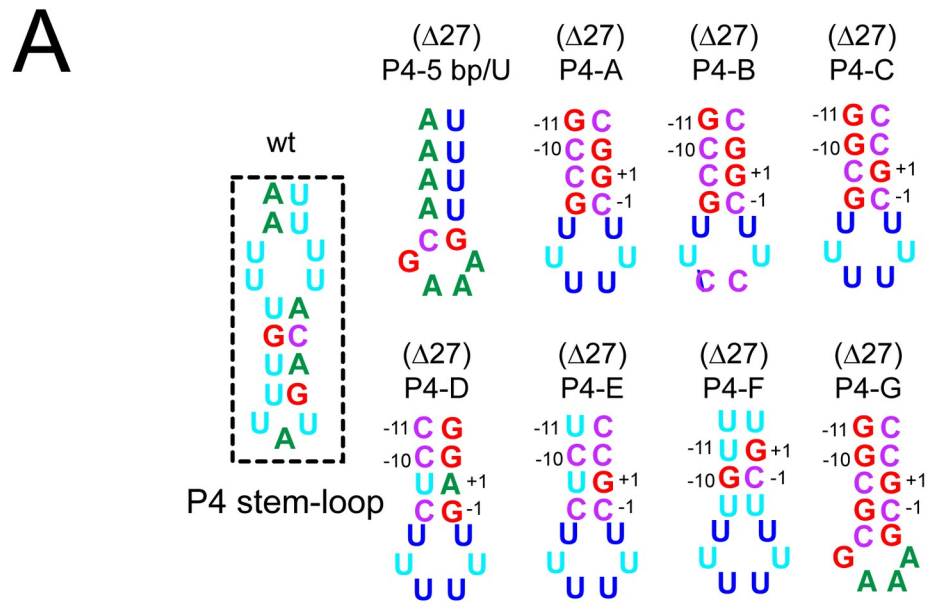 A
wt
A U
A U
U U
U U
U A
G C
U A
U G
U U
A
P4 stem-loop
(Δ27)
P4-5 bp/U
A U
A U
A U
A U
C G
G A
A A
(Δ27)
P4-A
-11 G C
-10 C G
C G +1
G C -1
U U
U U
U U
(Δ27)
P4-B
-11 G C
-10 C G
C G +1
G C -1
U U
U U
C C
(Δ27)
P4-C
-11 G C
-10 G C
C G +1
G C -1
U U
U U
U U
(Δ27)
P4-D
-11 C G
-10 C G
U A +1
C G -1
U U
U U
U U
(Δ27)
P4-E
-11 U C
-10 C C
U G +1
C C -1
U U
U U
U U
(Δ27)
P4-F
U U
-11 U G +1
-10 G C -1
U U
U U
U U
U U
(Δ27)
P4-G
-11 G C
-10 G C
C G +1
G C -1
C G
G A
A A